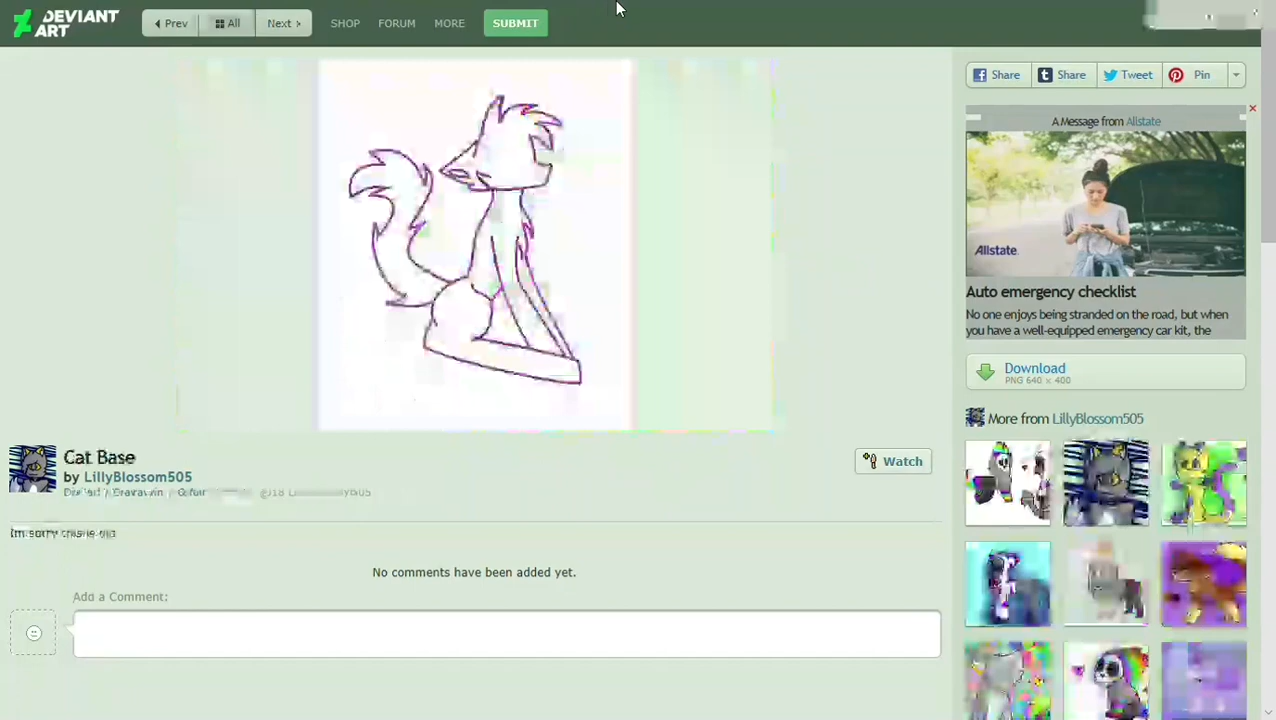 DEVIANT ART
Prev
All
Next
SHOP
FORUM
MORE
SUBMIT
Share
Share
Tweet
Pin
A Message from Allstate
Allstate
Auto emergency checklist
No one enjoys being stranded on the road, but when
you have a well-equipped emergency car kit, the
Download
PNG 640 × 400
More from LillyBlossom505
Cat Base
by LillyBlossom505
Watch
No comments have been added yet.
Add a Comment: